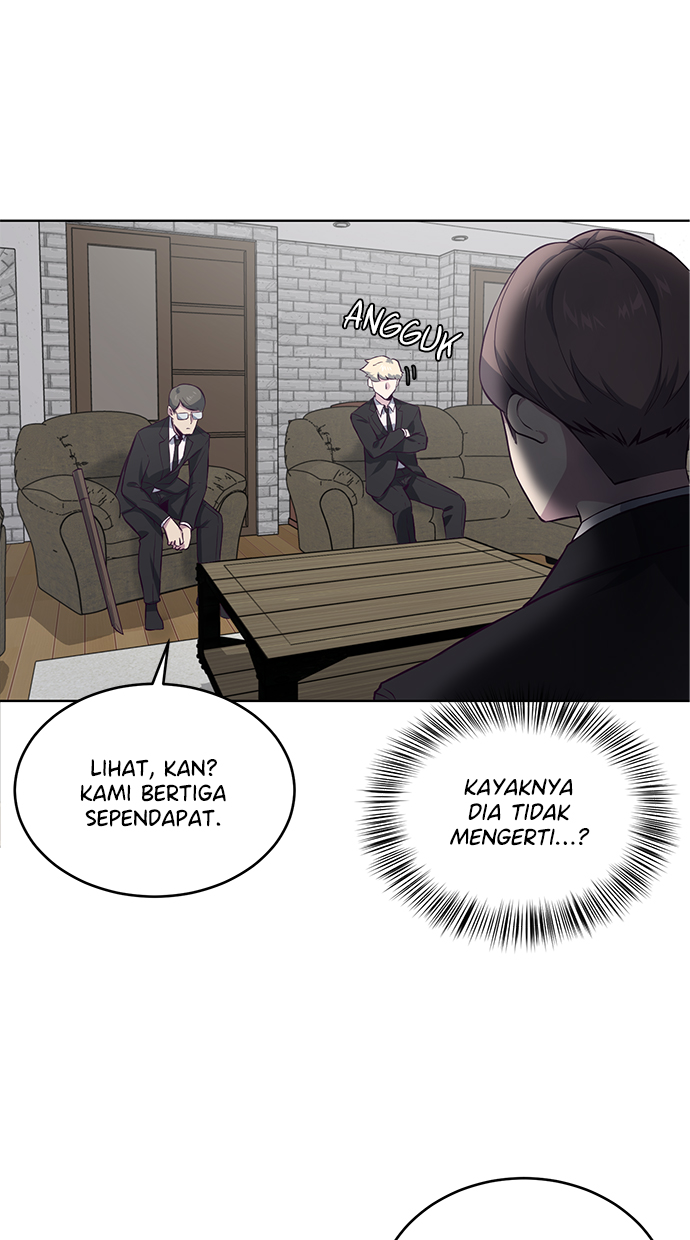 ANGGUK
LIHAT, KAN?
KAMI BERTIGA
SEPENDAPAT.
KAYAKNYA
DIA TIDAK
MENGERTI...?